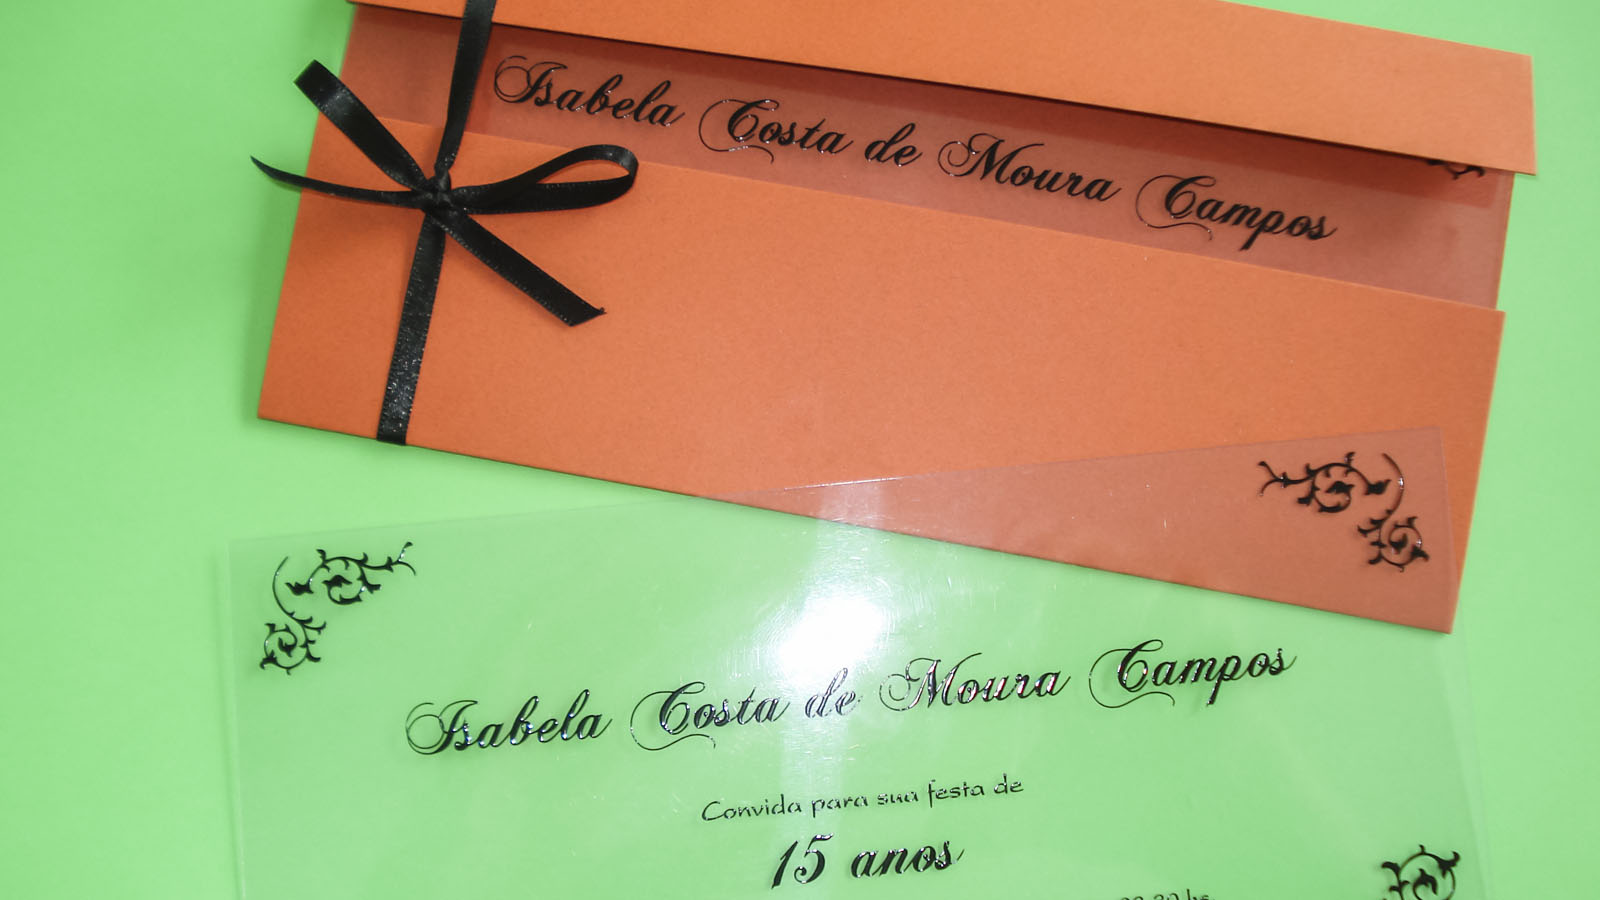 Isabela Costa de Moura Campos
Isabela Costa de Moura Campos
Convida para sua festa de
15 anos